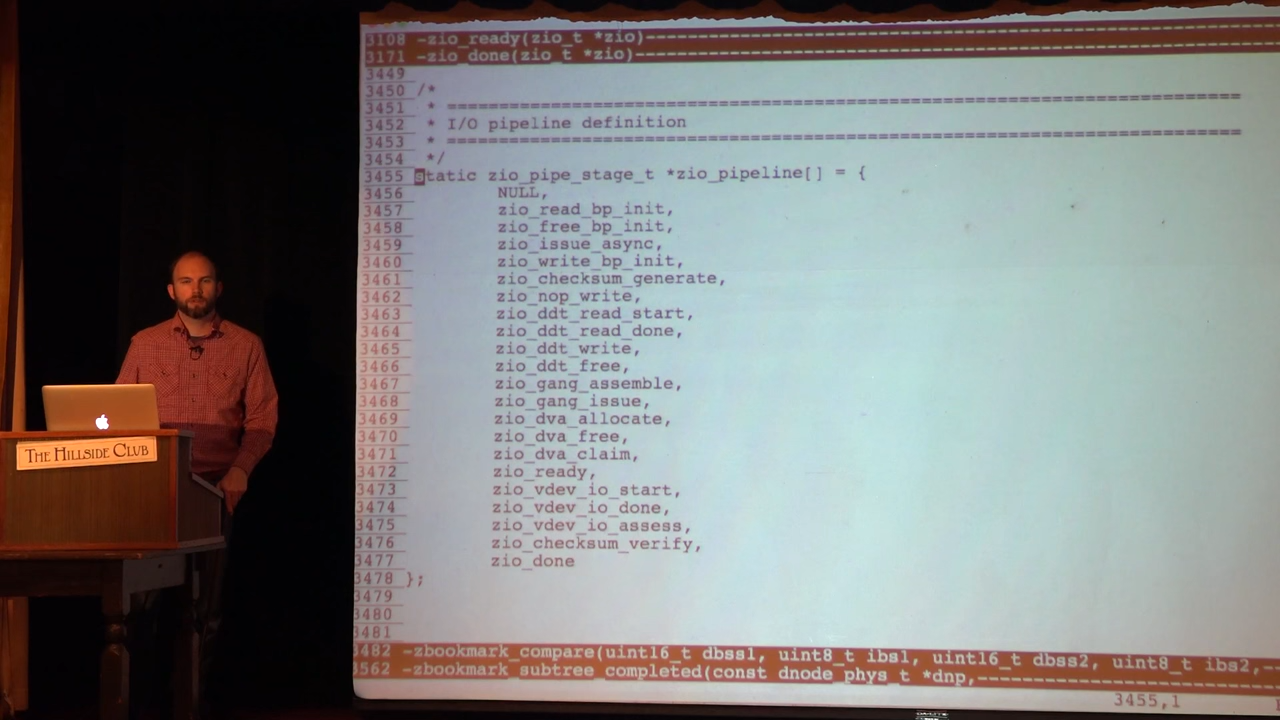 3108 -zio_ready(zio_t *zio)--------------------------------------------------------------
3171 -zio_done(zio_t *zio)---------------------------------------------------------------
3449
3450 /*
3451 * ==========================================================================
3452 * I/O pipeline definition
3453 * ==========================================================================
3454 */
3455 static zio_pipe_stage_t *zio_pipeline[] = {
3456 NULL,
3457 zio_read_bp_init,
3458 zio_free_bp_init,
3459 zio_issue_async,
3460 zio_write_bp_init,
3461 zio_checksum_generate,
3462 zio_nop_write,
3463 zio_ddt_read_start,
3464 zio_ddt_read_done,
3465 zio_ddt_write,
3466 zio_ddt_free,
3467 zio_gang_assemble,
3468 zio_gang_issue,
3469 zio_dva_allocate,
3470 zio_dva_free,
3471 zio_dva_claim,
3472 zio_ready,
3473 zio_vdev_io_start,
3474 zio_vdev_io_done,
3475 zio_vdev_io_assess,
3476 zio_checksum_verify,
3477 zio_done
3478 };
3479
3480
3481
3482 -zbookmark_compare(uint16_t dbss1, uint8_t ibs1, uint16_t dbss2, uint8_t ibs2,--
3562 -zbookmark_subtree_completed(const dnode_phys_t *dnp,------------------------------
3455,1
THE HILLSIDE CLUB